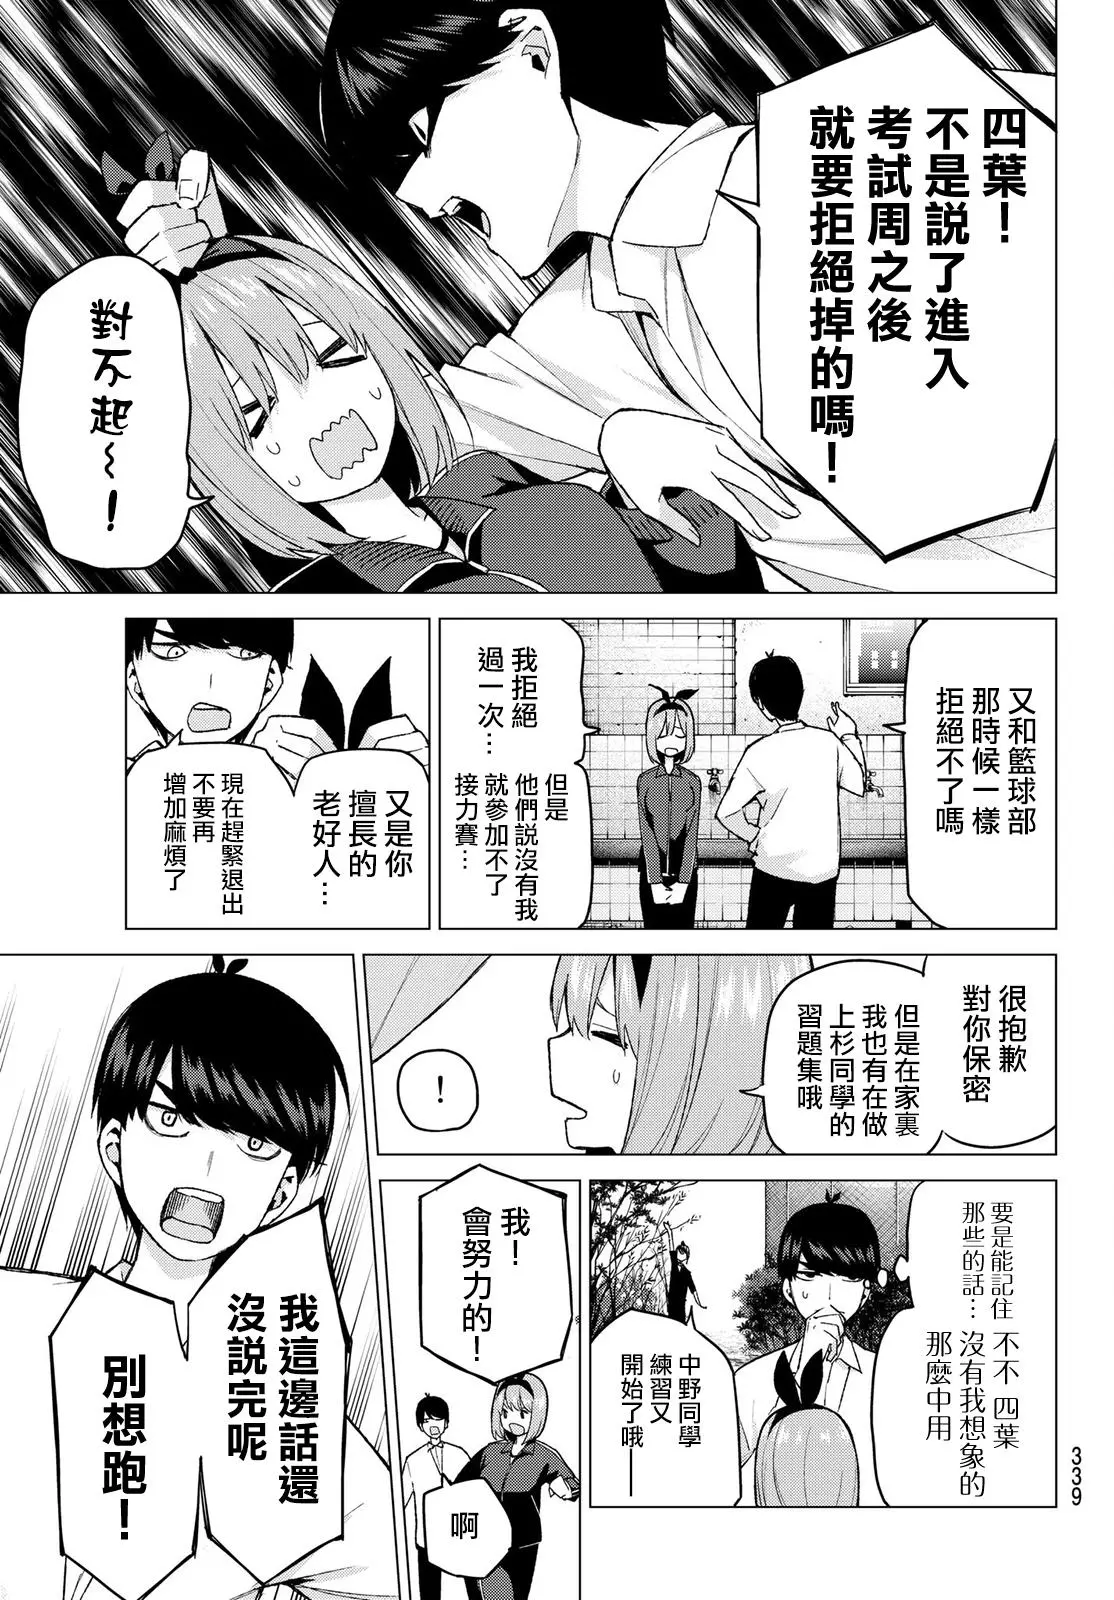 四葉！
不是説了進入
考試周之後
就要拒絕掉的嗎！
對不起～！
又和籃球部
那時候一樣
拒絕不了嗎
我拒絕
過一次…
但是
他們說沒有我
就參加不了
接力賽…
又是你
擅長的
老好人…
現在趕緊退出
不要再
增加麻煩了
很抱歉
對你保密
但是在家裏
我也有在做
上杉同學的
習題集哦
！
要是能記住
那些的話…
不不 四葉
沒有我想象的
那麼中用
中野同學
練習又
開始了哦——
我！
會努力的！
啊
我這邊話還
沒說完呢
別想跑！
339